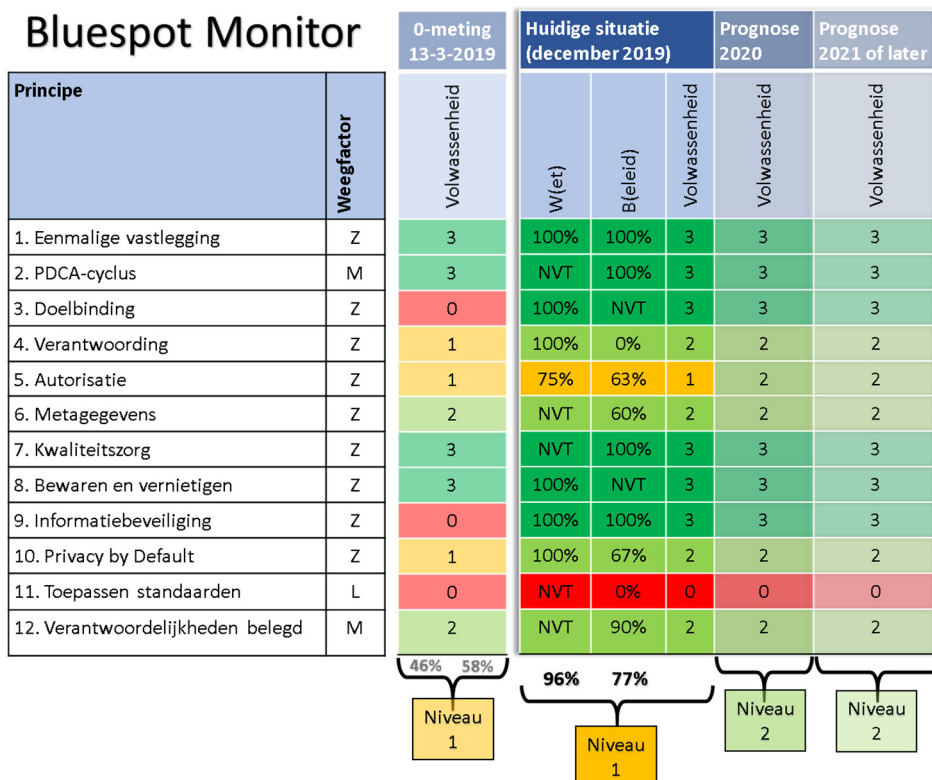 Bluespot Monitor
0-meting
13-3-2019
Huidige situatie
(december 2019)
Prognose
2020
Prognose
2021 of later
Principe
Weegfactor
Volwassenheid
W(et)
B(eleid)
Volwassenheid
Volwassenheid
Volwassenheid
1. Eenmalige vastlegging Z 3 100% 100% 3 3 3
2. PDCA-cyclus M 3 NVT 100% 3 3 3
3. Doelbinding Z 0 100% NVT 3 3 3
4. Verantwoording Z 1 100% 0% 2 2 2
5. Autorisatie Z 1 75% 63% 1 2 2
6. Metagegevens Z 2 NVT 60% 2 2 2
7. Kwaliteitszorg Z 3 NVT 100% 3 3 3
8. Bewaren en vernietigen Z 3 100% NVT 3 3 3
9. Informatiebeveiliging Z 0 100% 100% 3 3 3
10. Privacy by Default Z 1 100% 67% 2 2 2
11. Toepassen standaarden L 0 NVT 0% 0 0 0
12. Verantwoordelijkheden belegd M 2 NVT 90% 2 2 2
46% 58% 96% 77%
Niveau
1
Niveau
1
Niveau
2
Niveau
2